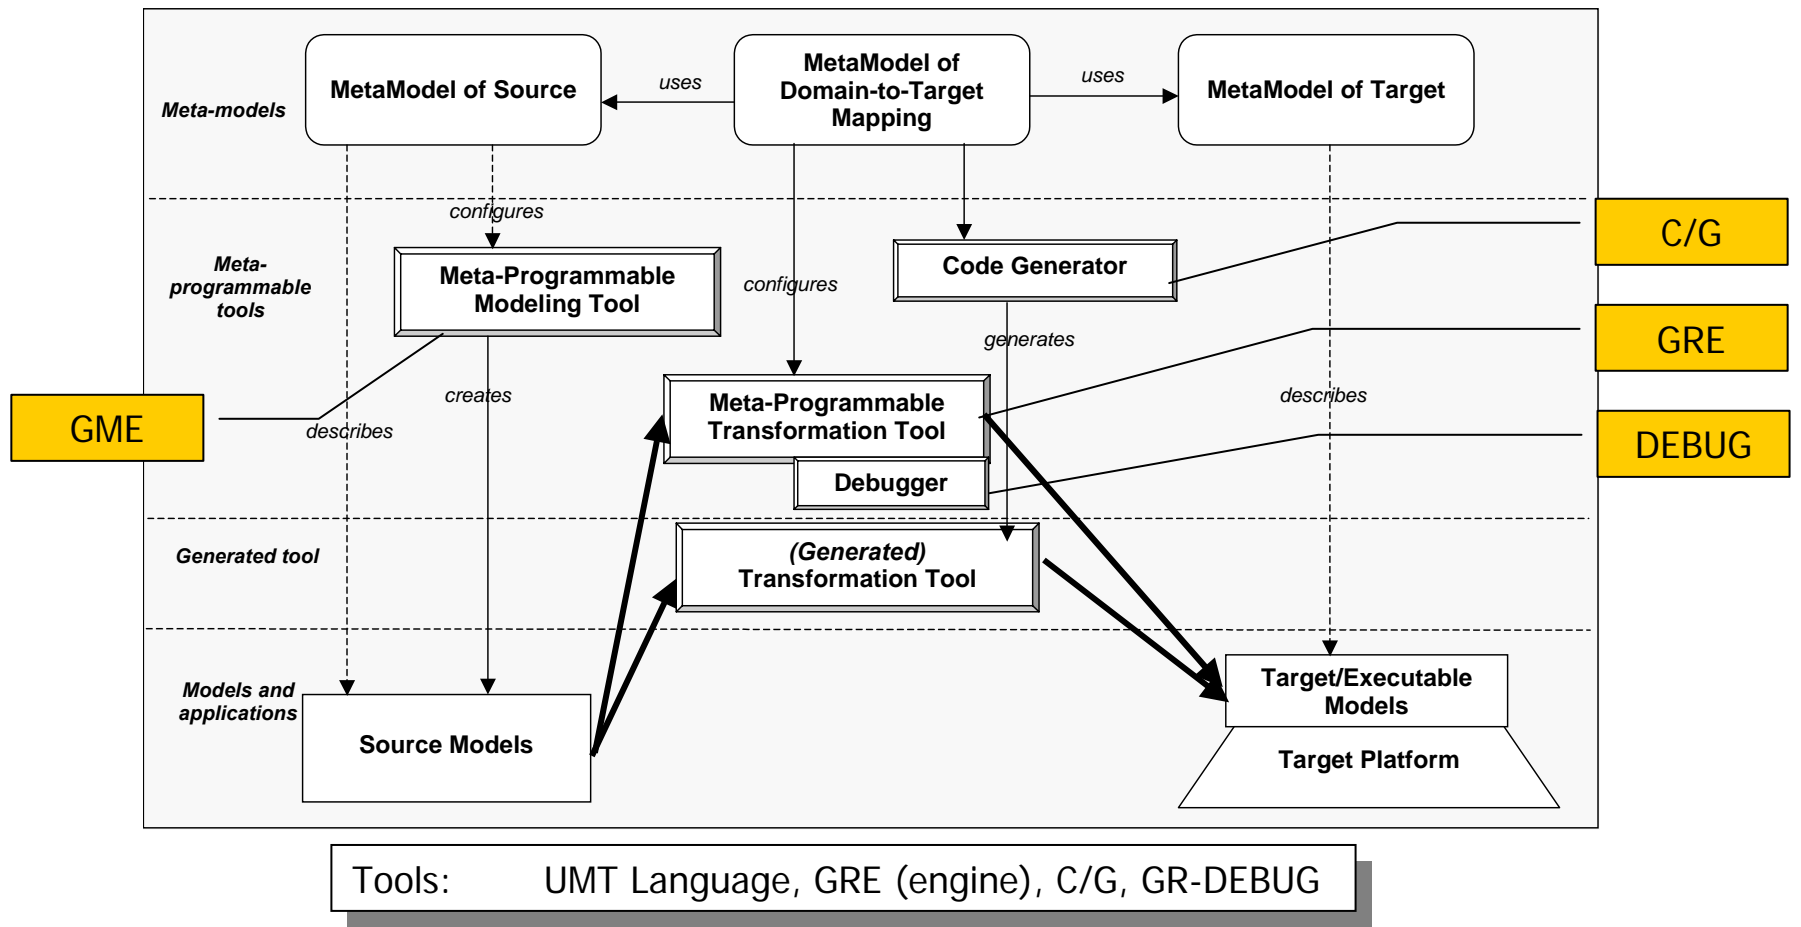 MetaModel of Source
uses
MetaModel of
Domain-to-Target
Mapping
uses
MetaModel of Target
Meta-models
configures
C/G
Meta-
programmable
tools
Meta-Programmable
Modeling Tool
configures
Code Generator
generates
GRE
GME
describes
creates
Meta-Programmable
Transformation Tool
describes
Debugger
DEBUG
Generated tool
(Generated)
Transformation Tool
Models and
applications
Source Models
Target/Executable
Models
Target Platform
Tools: UMT Language, GRE (engine), C/G, GR-DEBUG